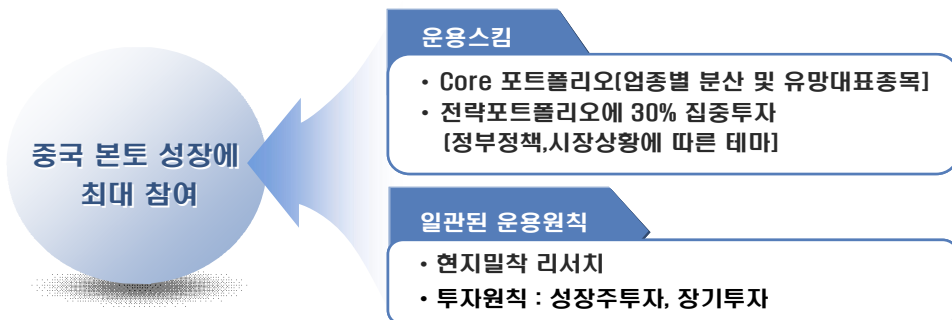 중국 본토 성장에
최대 참여
운용스킴
• Core 포트폴리오[업종별 분산 및 유망대표종목]
• 전략포트폴리오에 30% 집중투자
[정부정책,시장상황에 따른 테마]
일관된 운용원칙
• 현지밀착 리서치
• 투자원칙 : 성장주투자, 장기투자